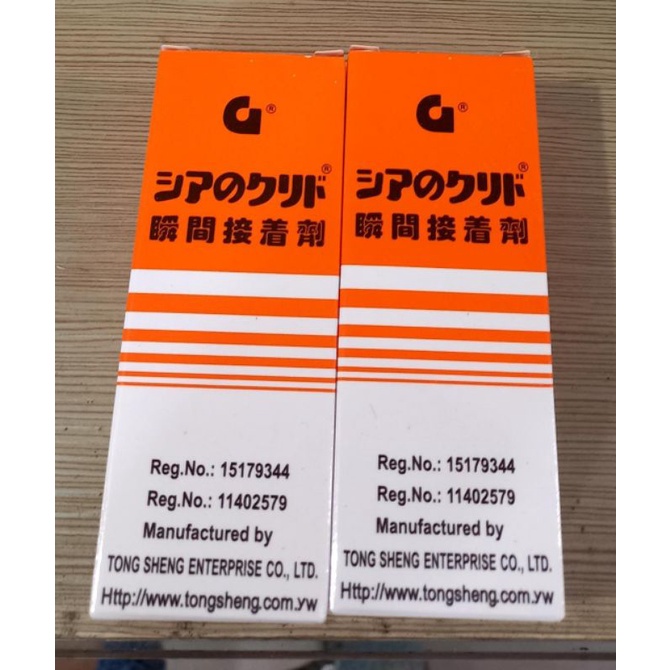 G®
シアのクリド®
瞬間接着劑
Reg.No.: 15179344
Reg.No.: 11402579
Manufactured by
TONG SHENG ENTERPRISE CO., LTD.
Http://www.tongsheng.com.yw
G®
シアのクリド®
瞬間接着劑
Reg.No.: 15179344
Reg.No.: 11402579
Manufactured by
TONG SHENG ENTERPRISE CO., LTD.
Http://www.tongsheng.com.yw